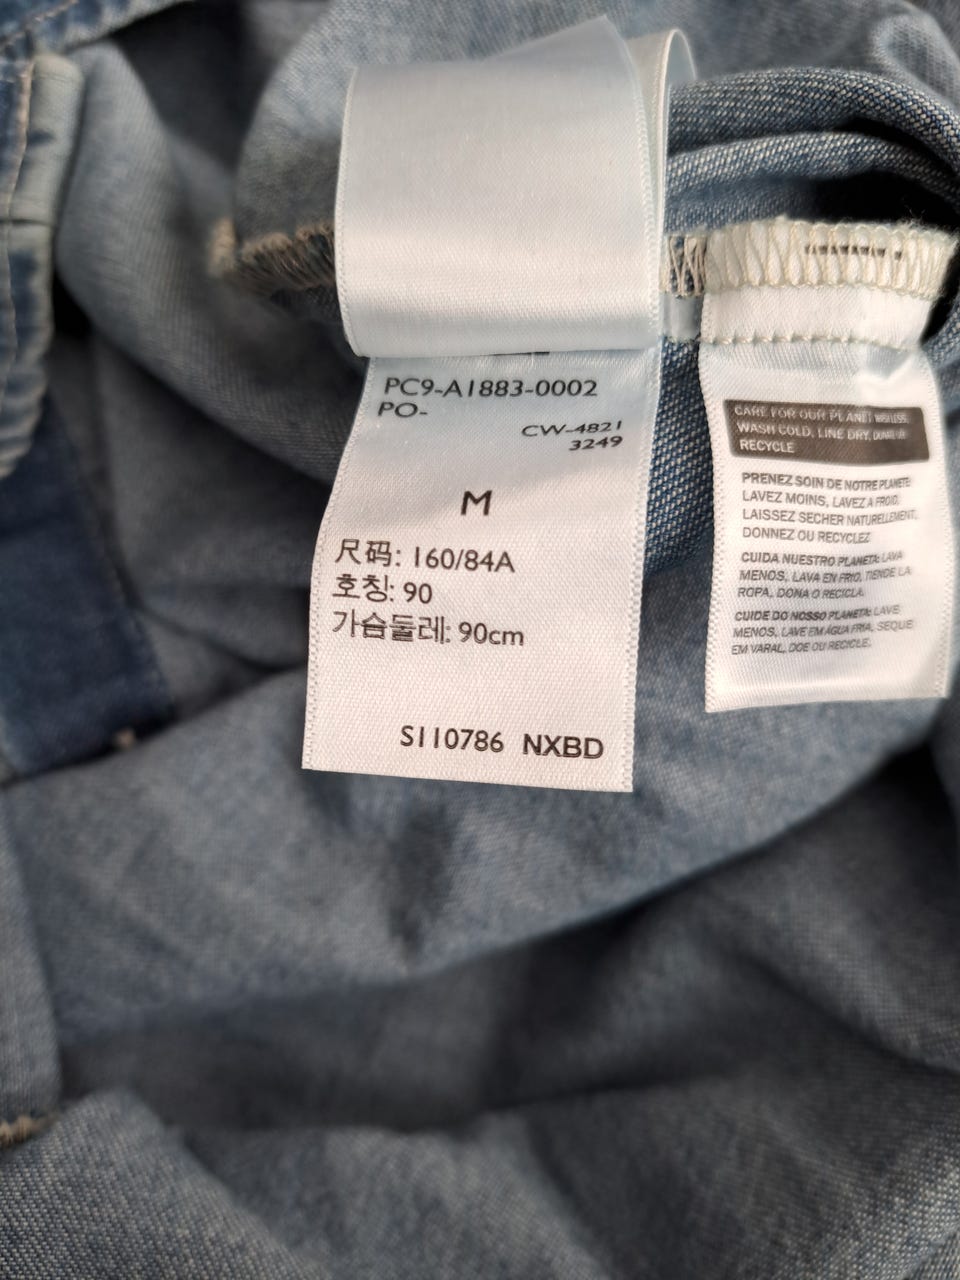 PC9-A1883-0002
PO-
CW-4821
3249
M
尺码: 160/84A
호칭: 90
가슴둘레: 90cm
S110786 NXBD
CARE FOR OUR PLANET: WASH LESS,
WASH COLD, LINE DRY, DONATE OR
RECYCLE
PRENEZ SOIN DE NOTRE PLANETE:
LAVEZ MOINS, LAVEZ A FROID,
LAISSEZ SECHER NATURELLEMENT,
DONNEZ OU RECYCLEZ
CUIDA NUESTRO PLANETA: LAVA
MENOS, LAVA EN FRIO, TIENDE LA
ROPA, DONA O RECICLA.
CUIDE DO NOSSO PLANETA: LAVE
MENOS, LAVE EM ÁGUA FRIA, SEQUE
EM VARAL, DOE OU RECICLE.